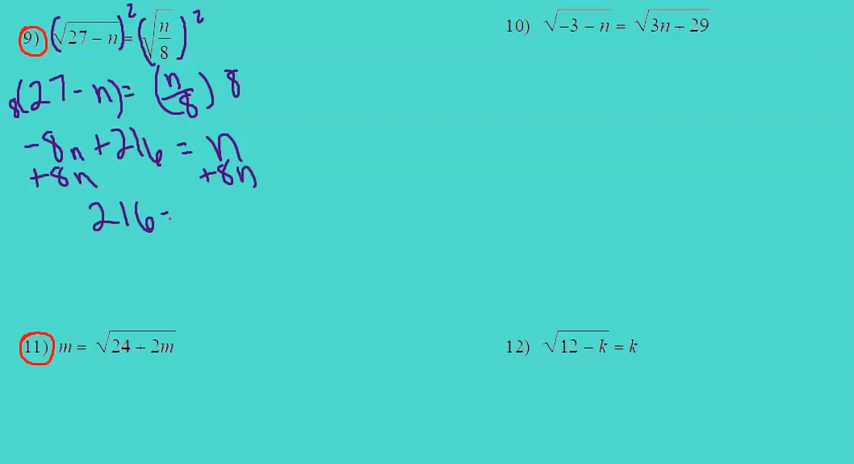 9) (√27 − n)² = (√n/8)²
10) √−3 − n = √3n + 29
8(27 - n) = (n/8) 8
-8n + 216 = n
+8n +8n
216 =
11) m = √24 + 2m
12) √12 − k = k